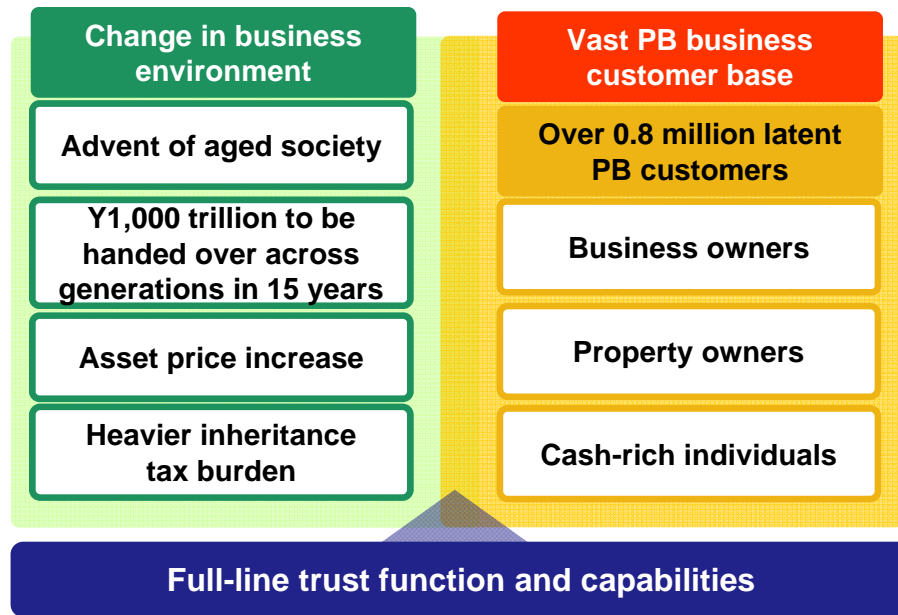 Change in business
environment
Advent of aged society
Y1,000 trillion to be
handed over across
generations in 15 years
Asset price increase
Heavier inheritance
tax burden
Vast PB business
customer base
Over 0.8 million latent
PB customers
Business owners
Property owners
Cash-rich individuals
Full-line trust function and capabilities